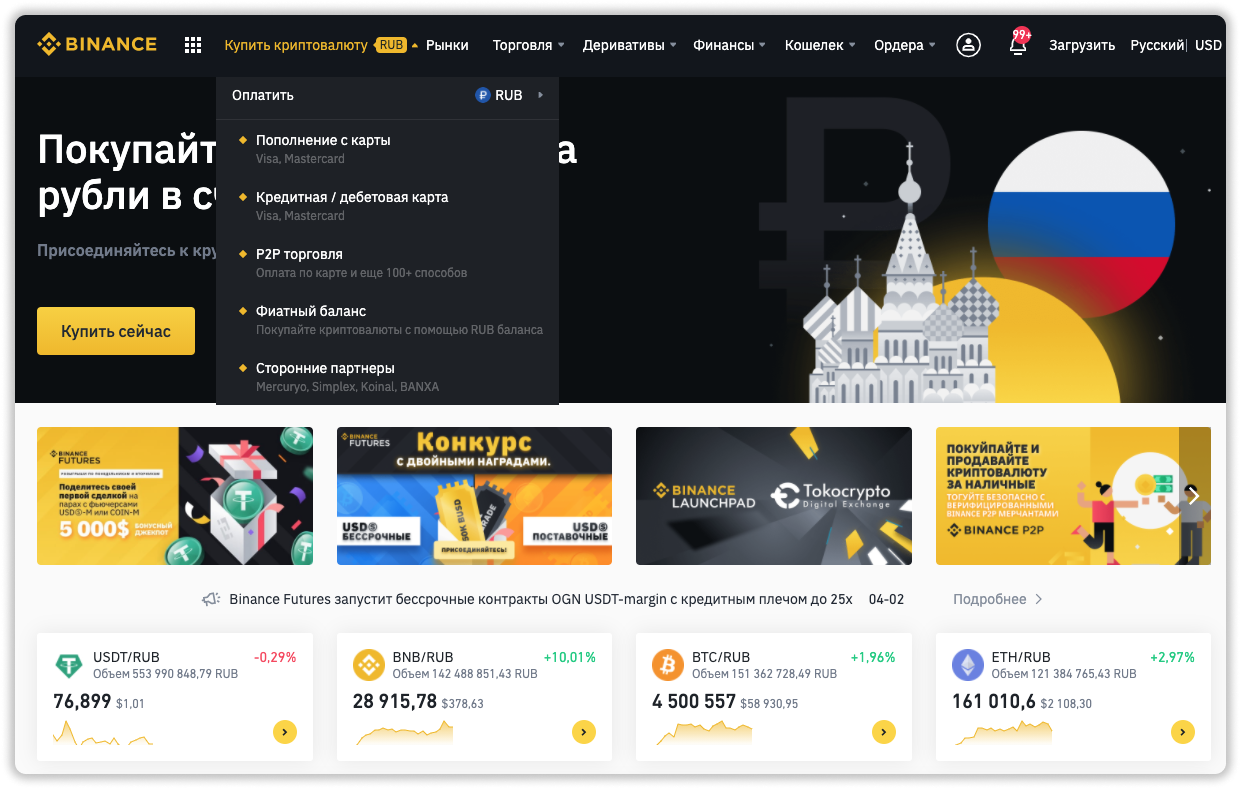 BINANCE
Купить криптовалюту RUB
Рынки
Торговля
Деривативы
Финансы
Кошелек
Ордера
99+
Загрузить
Русский
USD
Оплатить
RUB
Пополнение с карты
Visa, Mastercard
Кредитная / дебетовая карта
Visa, Mastercard
P2P торговля
Оплата по карте и еще 100+ способов
Фиатный баланс
Покупайте криптовалюты с помощью RUB баланса
Сторонние партнеры
Mercuryo, Simplex, Koinal, BANXA
Покупайт
а
рубли в сч
Присоединяйтесь к кру
Купить сейчас
BINANCE
FUTURES
Поделитесь своей
первой сделкой на
парах с фьючерсами
USDⓈ-M или COIN-M
5 000$ БОНУСНЫЙ
ДЖЕКПОТ
BINANCE
FUTURES
Конкурс
С ДВОЙНЫМИ НАГРАДАМИ.
USDⓈ
БЕССРОЧНЫЕ
50K BUSD
TRADE
USDⓈ
ПОСТАВОЧНЫЕ
ПРИСОЕДИНЯЙТЕСЬ!
BINANCE
LAUNCHPAD
Tokocrypto
Digital Exchange
ПОКУЙПАЙТЕ И
ПРОДАВАЙТЕ
КРИПТОВАЛЮТУ
ЗА НАЛИЧНЫЕ
ТОГУЙТЕ БЕЗОПАСНО С
ВЕРИФИЦИРОВАННЫМИ
BINANCE P2P МЕРЧАНТАМИ
BINANCE P2P
Binance Futures запустит бессрочные контракты OGN USDT-margin с кредитным плечом до 25x 04-02
Подробнее
USDT/RUB -0,29%
Объем 553 990 848,79 RUB
76,899 $1,01
BNB/RUB +10,01%
Объем 142 488 851,43 RUB
28 915,78 $378,63
BTC/RUB +1,96%
Объем 151 362 728,49 RUB
4 500 557 $58 930,95
ETH/RUB +2,97%
Объем 121 384 765,43 RUB
161 010,6 $2 108,30